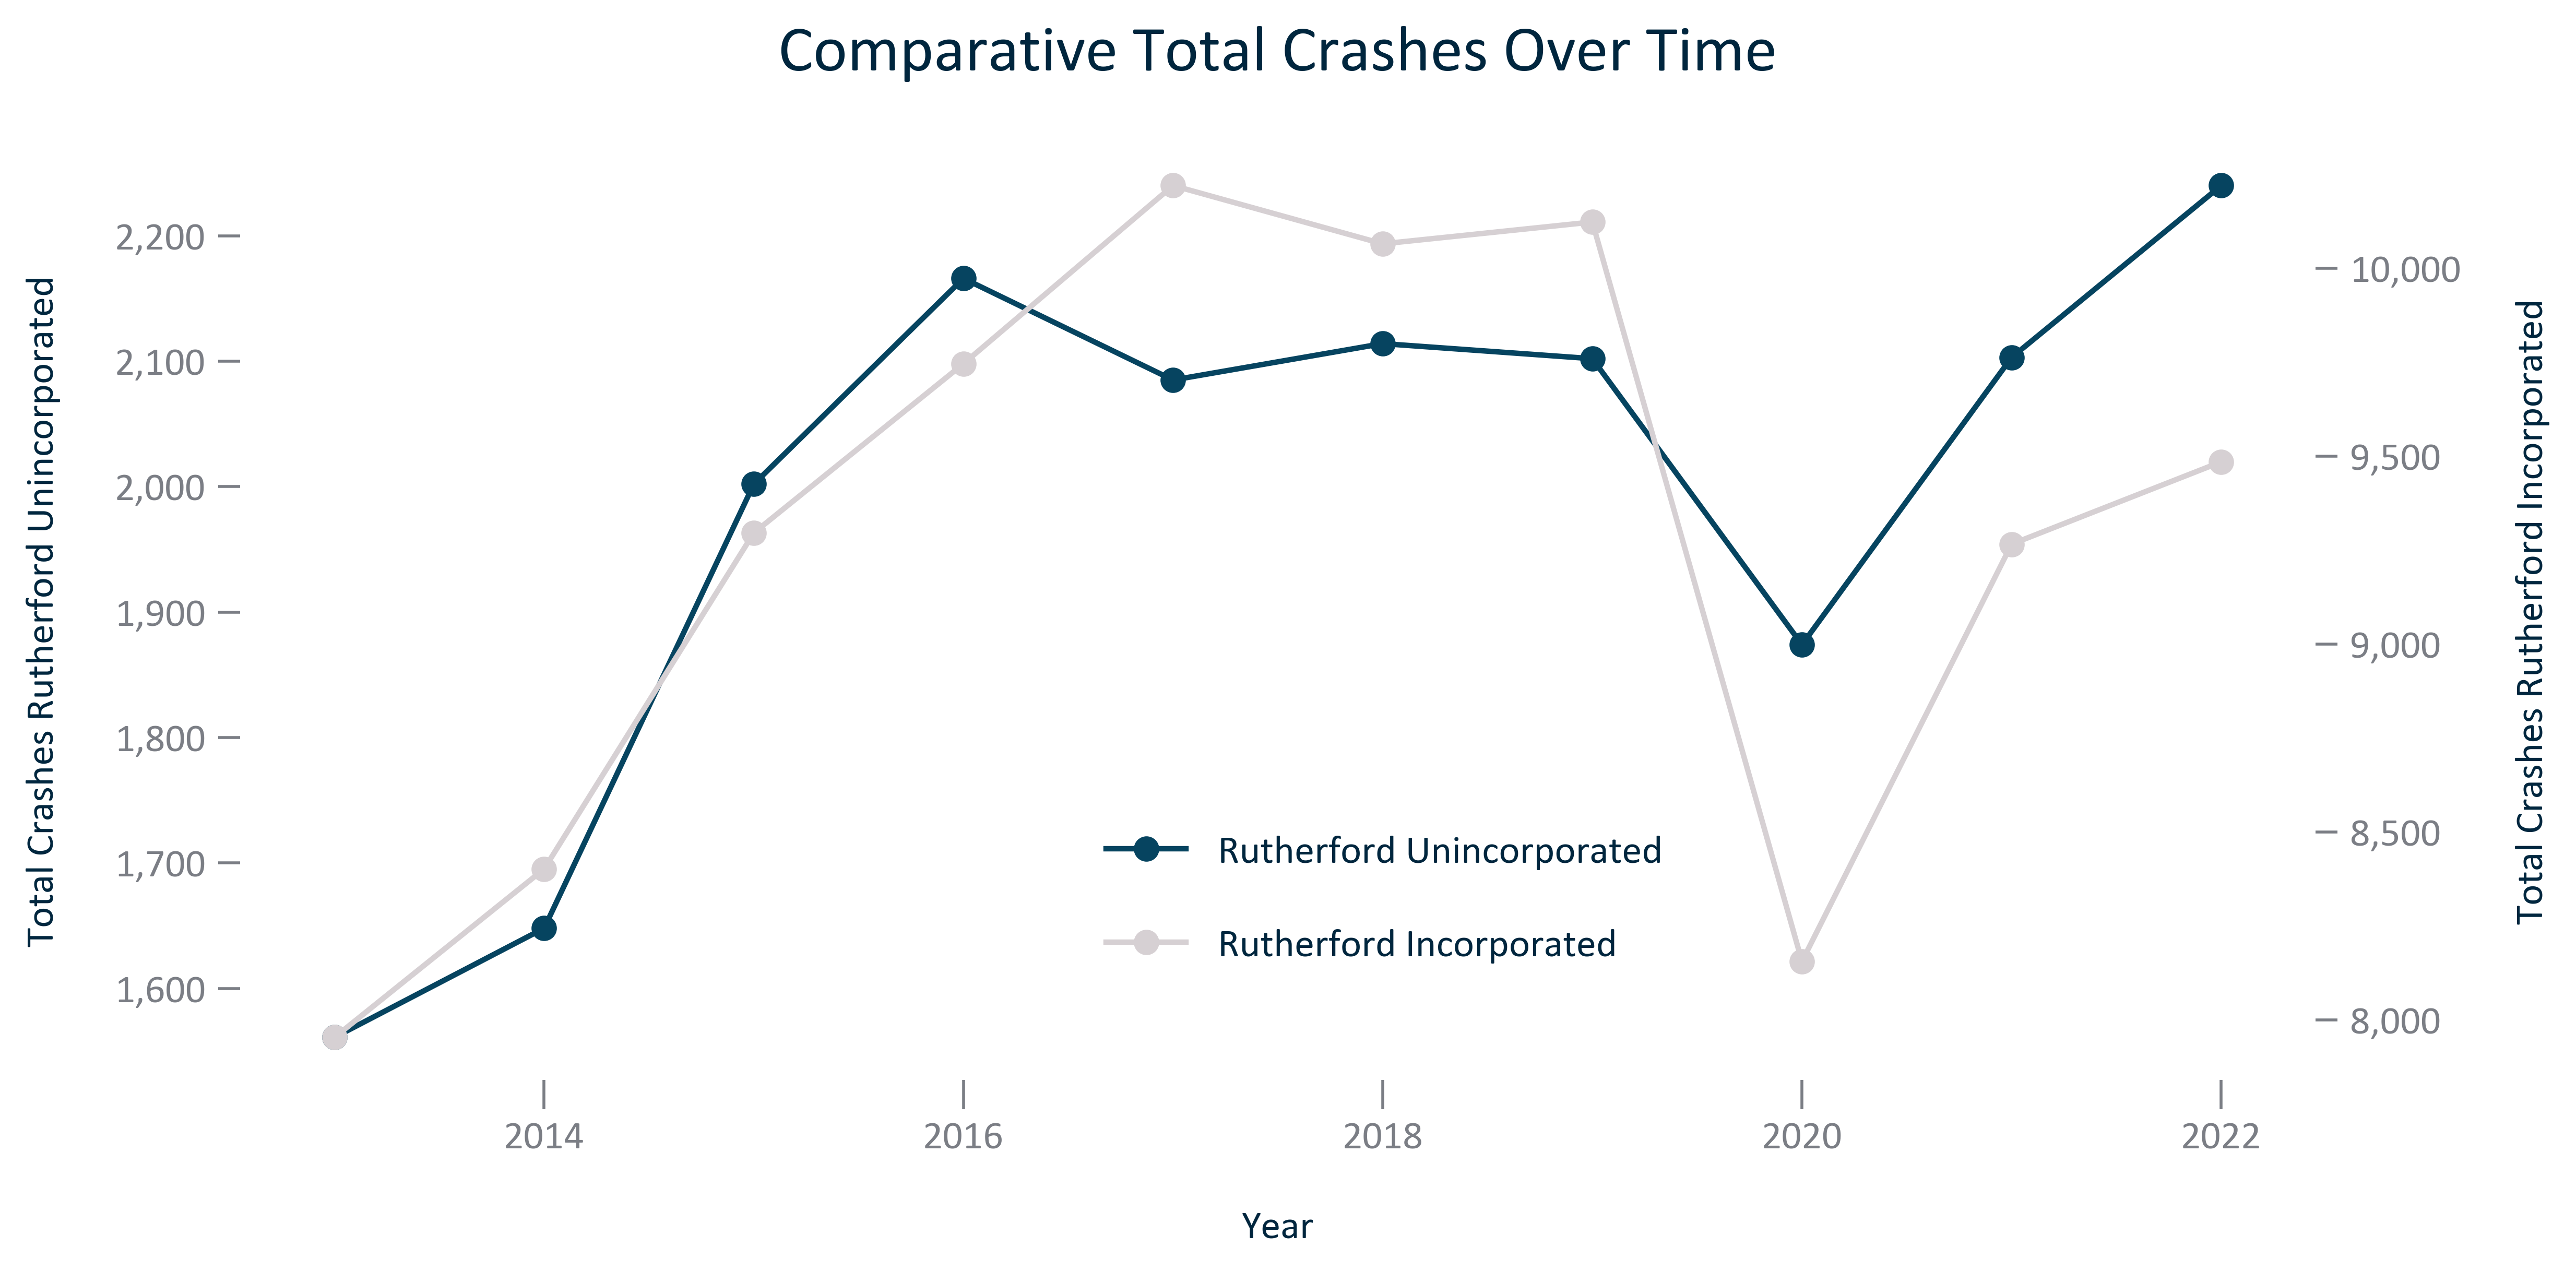 Comparative Total Crashes Over Time
Total Crashes Rutherford Unincorporated
2,200
2,100
2,000
1,900
1,800
1,700
1,600
Rutherford Unincorporated
Rutherford Incorporated
10,000
9,500
9,000
8,500
8,000
Total Crashes Rutherford Incorporated
2014
2016
2018
2020
2022
Year